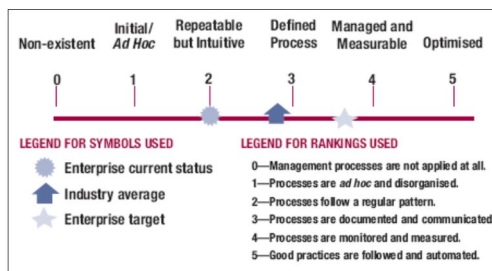 Non-existent
Initial/
Ad Hoc
Repeatable
but Intuitive
Defined
Process
Managed and
Measurable
Optimised
0 1 2 3 4 5
LEGEND FOR SYMBOLS USED
Enterprise current status
Industry average
Enterprise target
LEGEND FOR RANKINGS USED
0—Management processes are not applied at all.
1—Processes are ad hoc and disorganised.
2—Processes follow a regular pattern.
3—Processes are documented and communicated
4—Processes are monitored and measured.
5—Good practices are followed and automated.